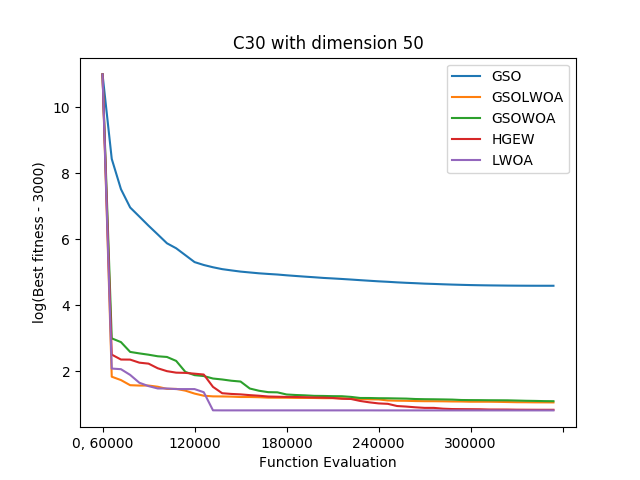 C30 with dimension 50
log(Best fitness - 3000)
10
8
6
4
2
GSO
GSOLWOA
GSOWOA
HGEW
LWOA
0, 60000 120000 180000 240000 300000
Function Evaluation